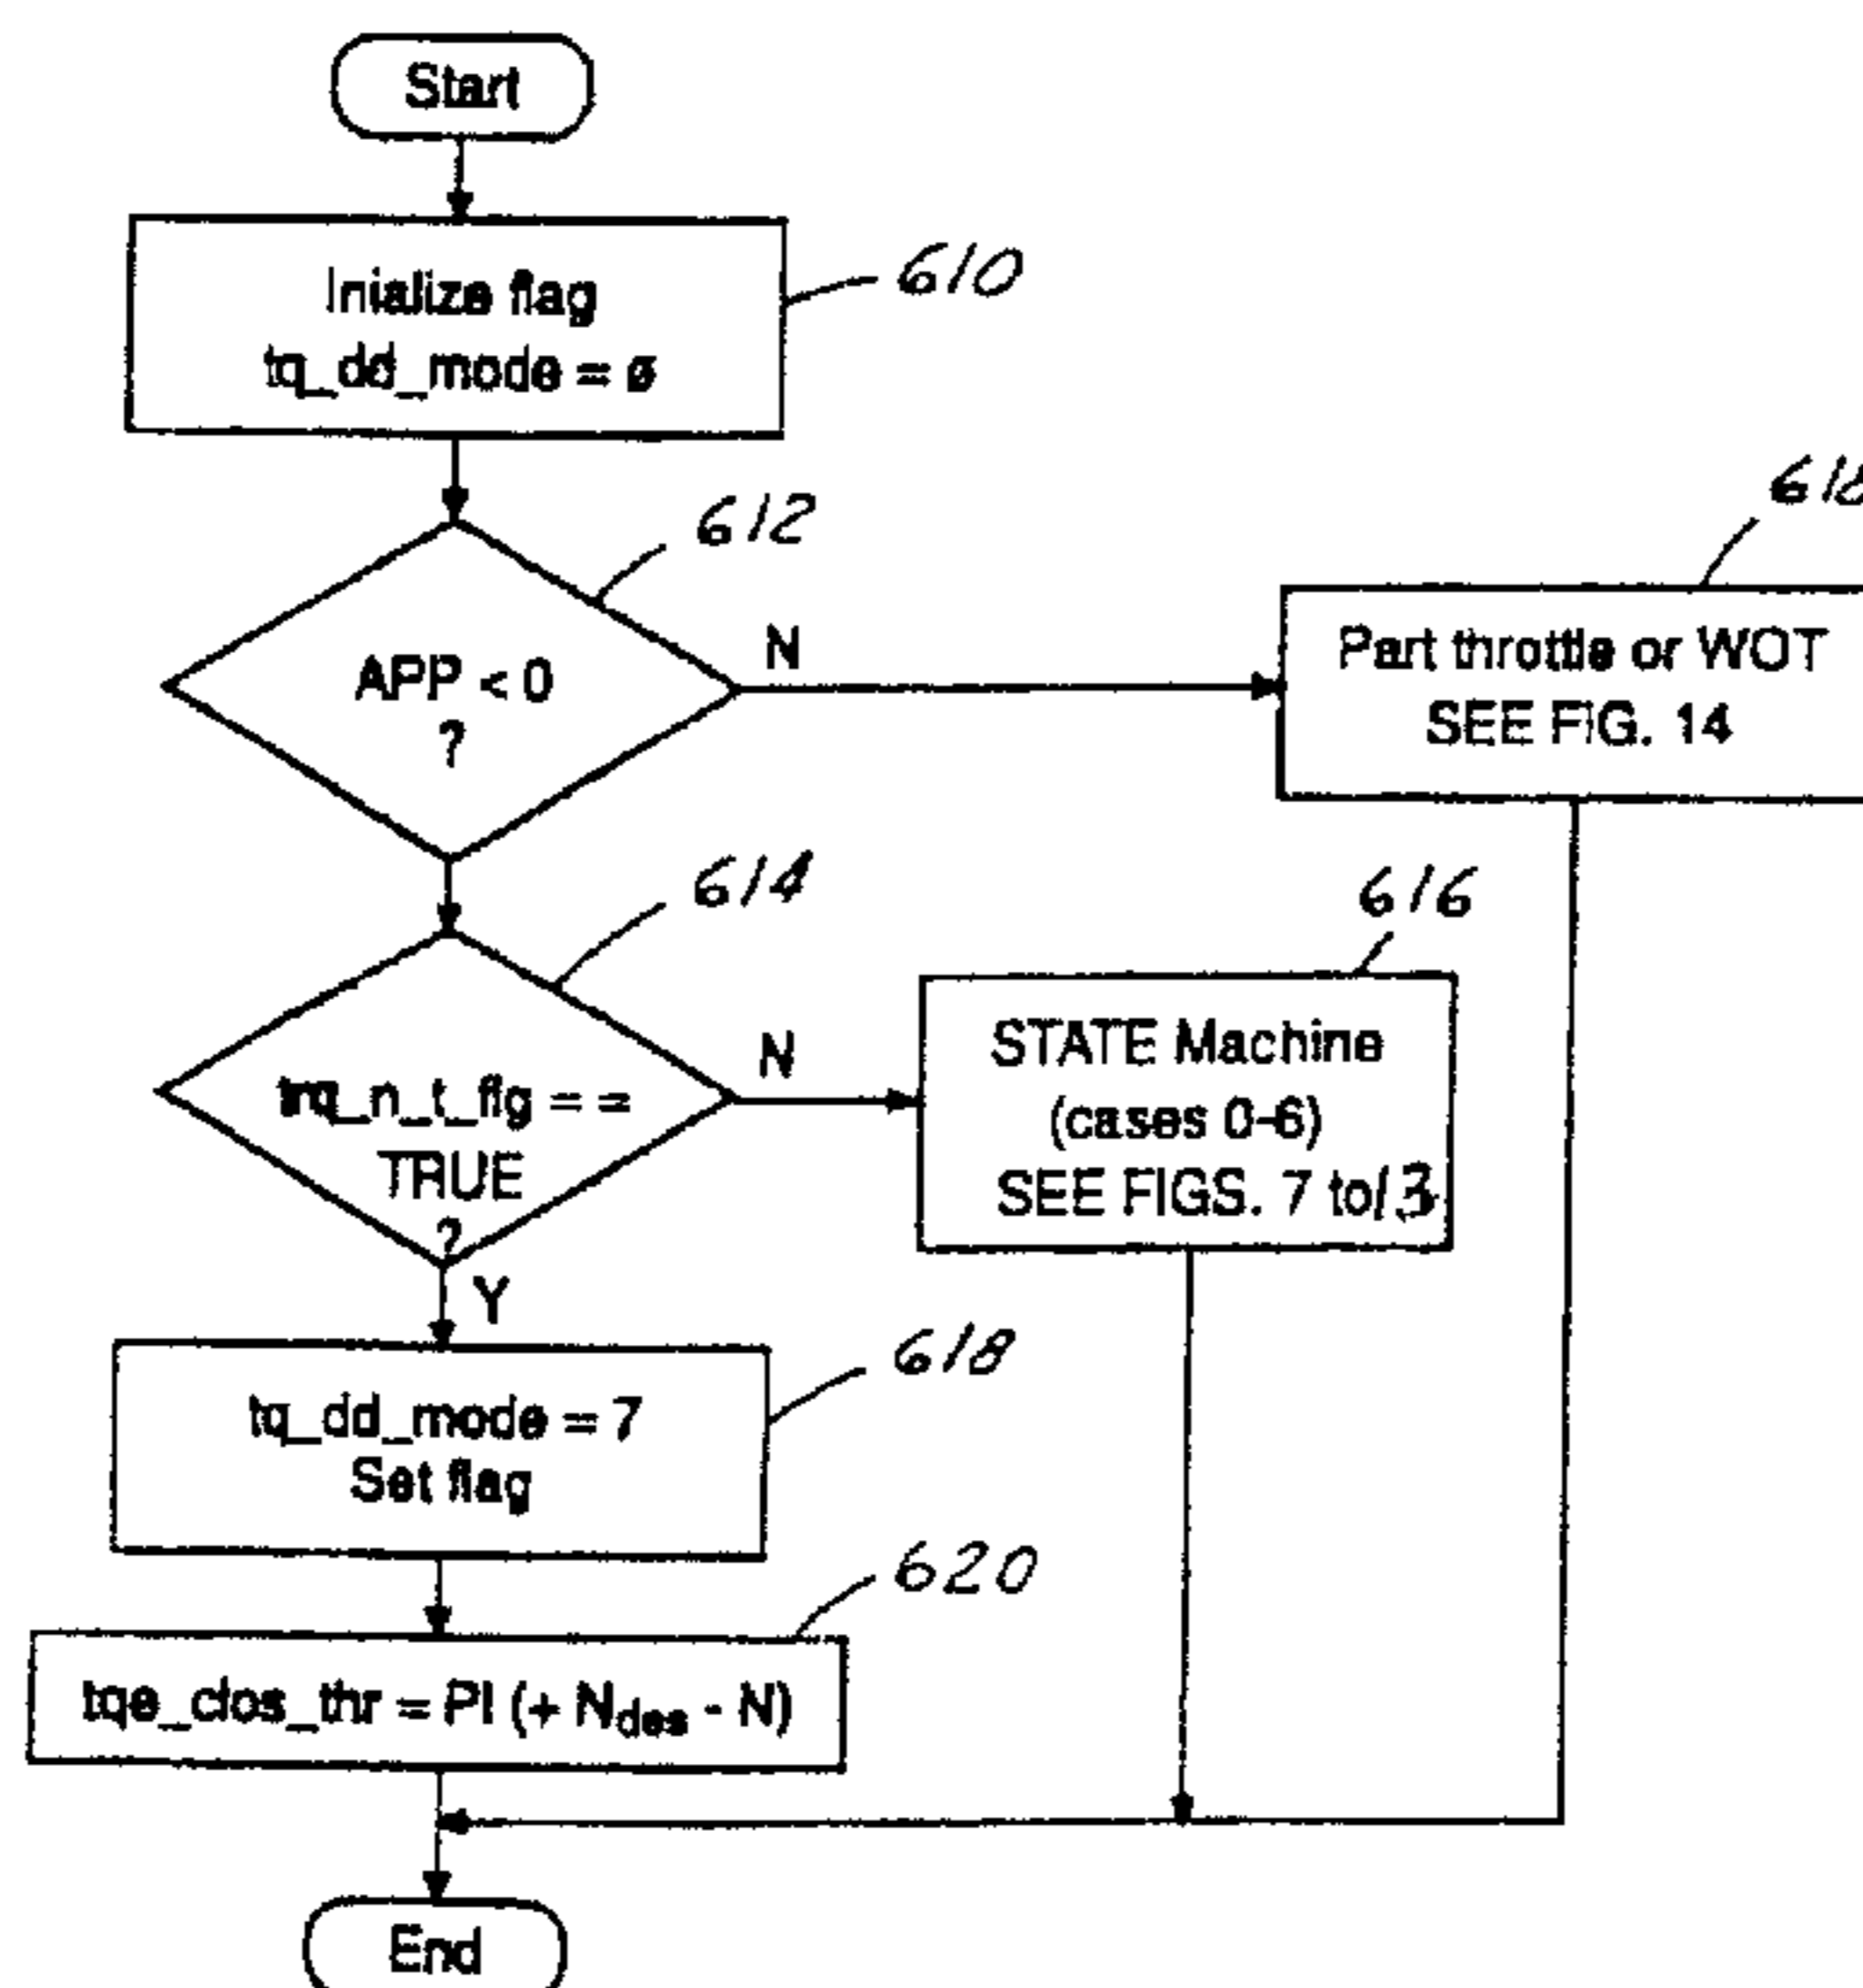 Start
Inialize flag
tq_dd_mode = ø
610
APP < 0
?
612
N
Part throttle or WOT
SEE FIG. 14
618
614
trq_n_t_flg = =
TRUE
?
N
616
STATE Machine
(cases 0-6)
SEE FIGS. 7 to 13
Y
tq_dd_mode = 7
Set flag
618
620
tqe_clos_thr = PI (+ Ndes - N)
End